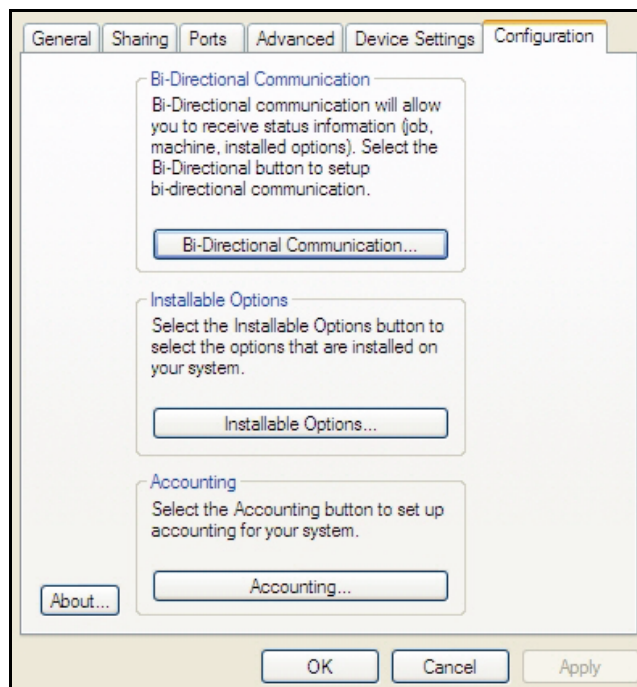 General Sharing Ports Advanced Device Settings Configuration
Bi-Directional Communication
Bi-Directional communication will allow
you to receive status information (job,
machine, installed options). Select the
Bi-Directional button to setup
bi-directional communication.
Bi-Directional Communication...
Installable Options
Select the Installable Options button to
select the options that are installed on
your system.
Installable Options...
Accounting
Select the Accounting button to set up
accounting for your system.
Accounting...
About...
OK Cancel Apply